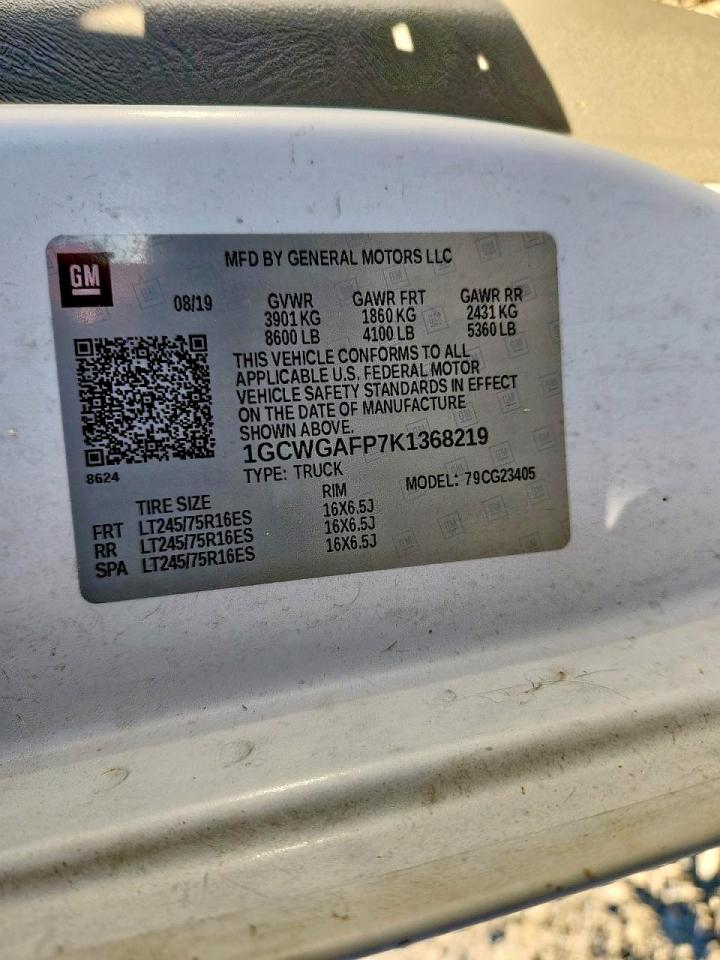 GM
MFD BY GENERAL MOTORS LLC
08/19 GVWR GAWR FRT GAWR RR
3901 KG 1860 KG 2431 KG
8600 LB 4100 LB 5360 LB
THIS VEHICLE CONFORMS TO ALL
APPLICABLE U.S. FEDERAL MOTOR
VEHICLE SAFETY STANDARDS IN EFFECT
ON THE DATE OF MANUFACTURE
SHOWN ABOVE.
8624
1GCWGAFP7K1368219
TYPE: TRUCK MODEL: 79CG23405
TIRE SIZE RIM
FRT LT245/75R16ES 16X6.5J
RR LT245/75R16ES 16X6.5J
SPA LT245/75R16ES 16X6.5J